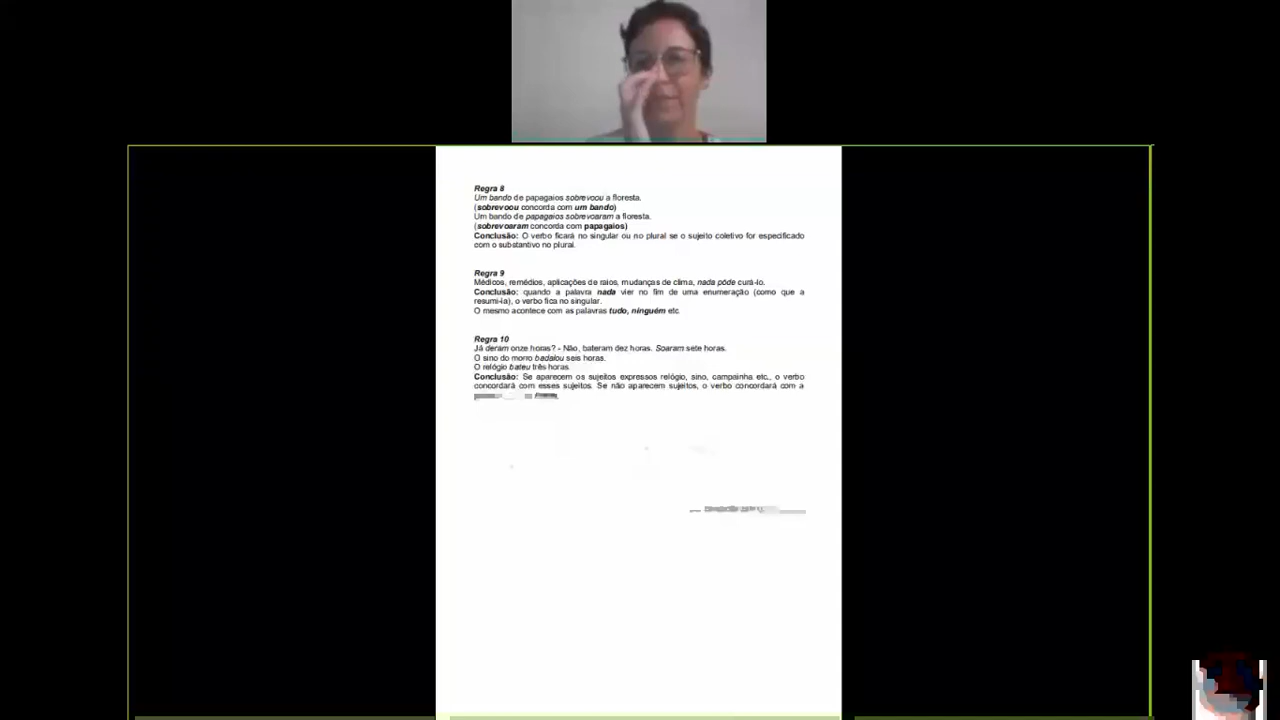 Regra 8
Um bando de papagaios sobrevoou a floresta.
(sobrevoou concorda com um bando)
Um bando de papagaios sobrevoaram a floresta.
(sobrevoaram concorda com papagaios)
Conclusão: O verbo ficará no singular ou no plural se o sujeito coletivo for especificado
com o substantivo no plural.
Regra 9
Médicos, remédios, aplicações de raios, mudanças de clima, nada pôde curá-lo.
Conclusão: quando a palavra nada vier no fim de uma enumeração (como que a
resumi-la), o verbo fica no singular.
O mesmo acontece com as palavras tudo, ninguém etc.
Regra 10
Já deram onze horas? - Não, bateram dez horas. Soaram sete horas.
O sino do morro badalou seis horas.
O relógio bateu três horas.
Conclusão: Se aparecem os sujeitos expressos relógio, sino, campainha etc., o verbo
concordará com esses sujeitos. Se não aparecem sujeitos, o verbo concordará com a